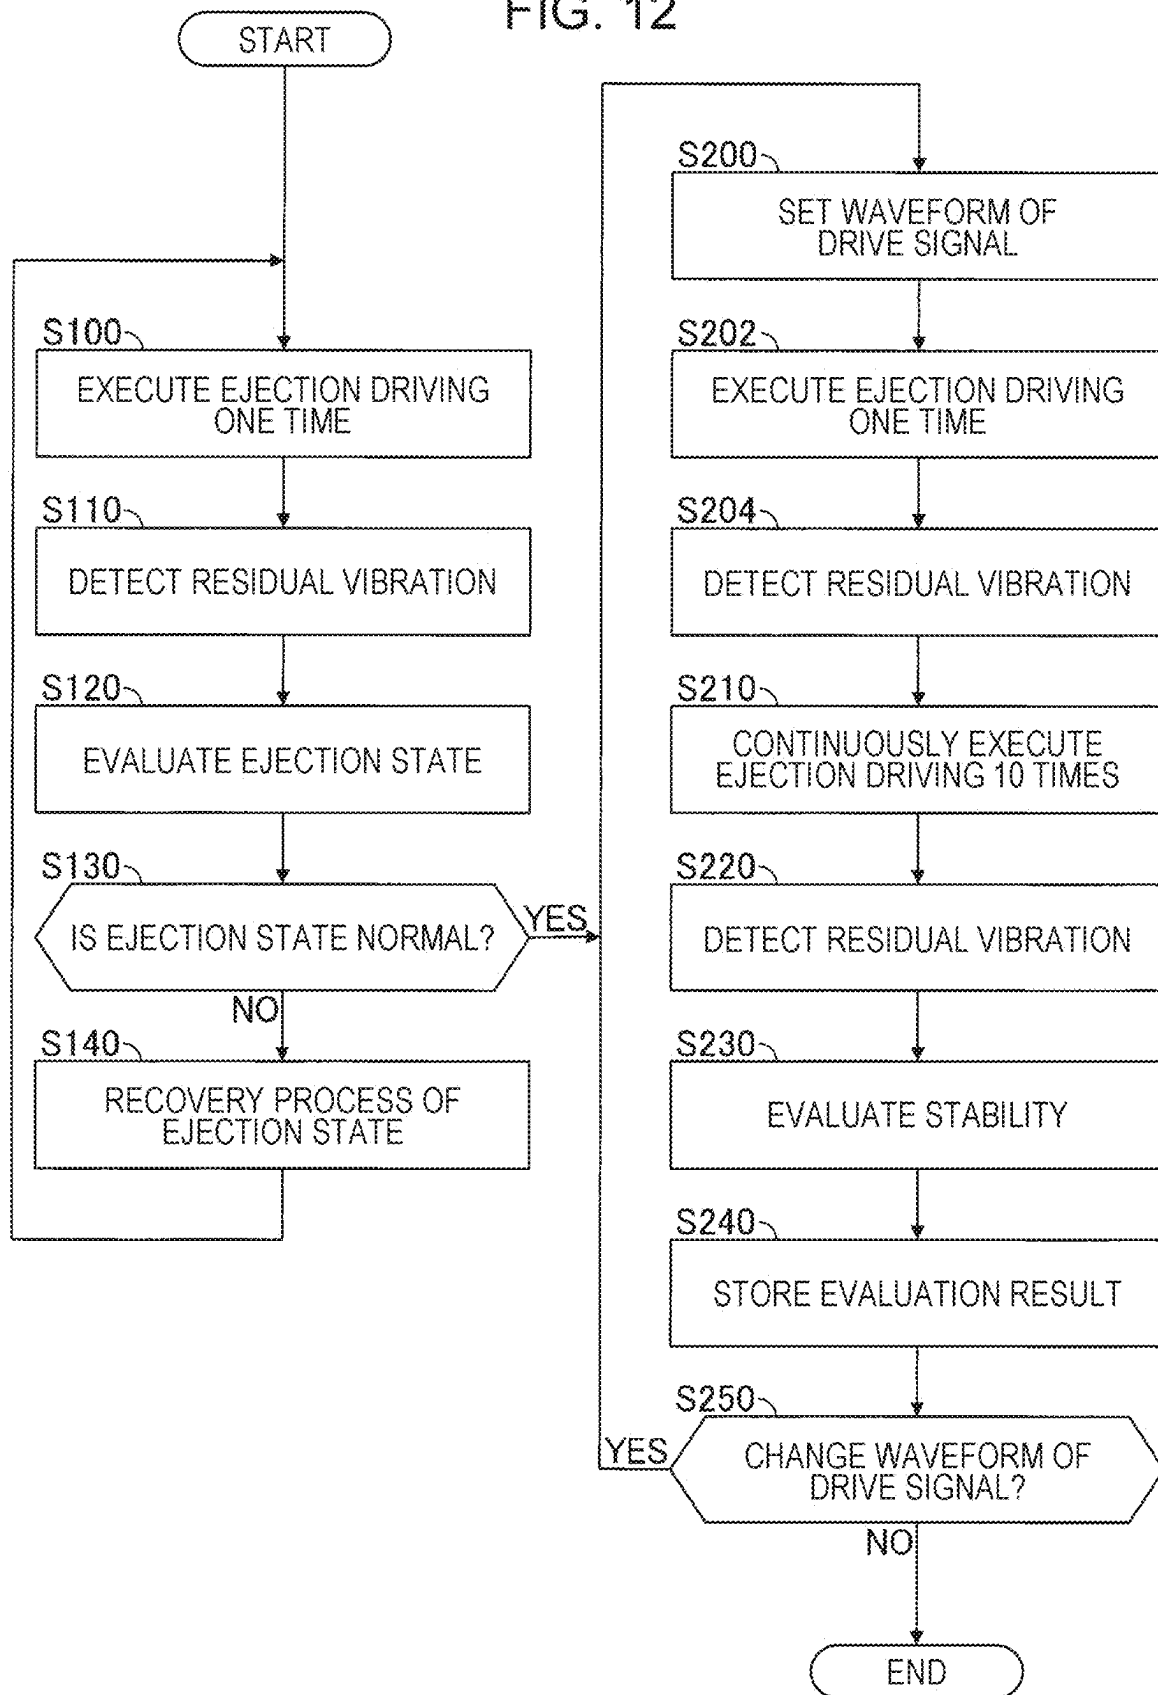 FIG. 12
START
S100
EXECUTE EJECTION DRIVING
ONE TIME
S110
DETECT RESIDUAL VIBRATION
S120
EVALUATE EJECTION STATE
S130
IS EJECTION STATE NORMAL?
YES
NO
S140
RECOVERY PROCESS OF
EJECTION STATE
S200
SET WAVEFORM OF
DRIVE SIGNAL
S202
EXECUTE EJECTION DRIVING
ONE TIME
S204
DETECT RESIDUAL VIBRATION
S210
CONTINUOUSLY EXECUTE
EJECTION DRIVING 10 TIMES
S220
DETECT RESIDUAL VIBRATION
S230
EVALUATE STABILITY
S240
STORE EVALUATION RESULT
S250
CHANGE WAVEFORM OF
DRIVE SIGNAL?
YES
NO
END